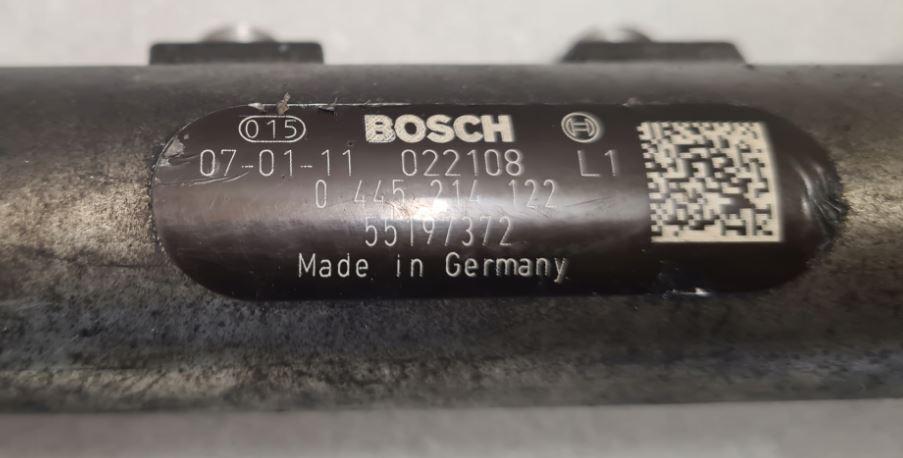 015 BOSCH
07-01-11 022108 L1
0 445 214 122
55197372
Made in Germany